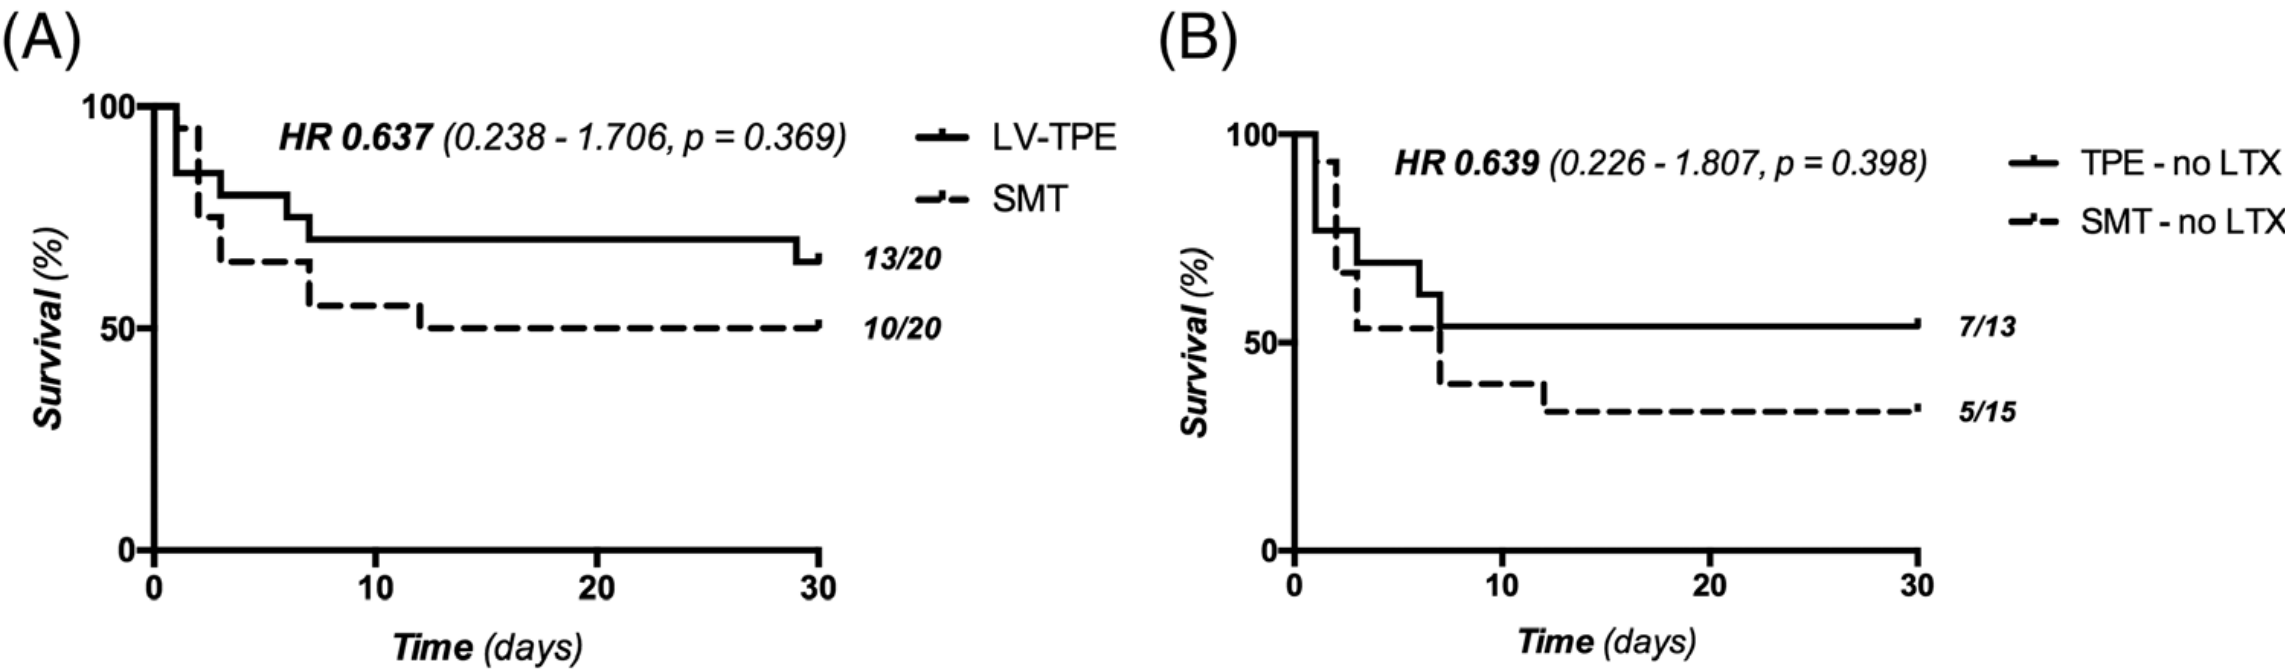 (A)
HR 0.637 (0.238 - 1.706, p = 0.369)
LV-TPE
SMT
13/20
10/20
100
50
0
Survival (%)
0 10 20 30
Time (days)
(B)
HR 0.639 (0.226 - 1.807, p = 0.398)
TPE - no LTX
SMT - no LTX
7/13
5/15
100
50
0
Survival (%)
0 10 20 30
Time (days)